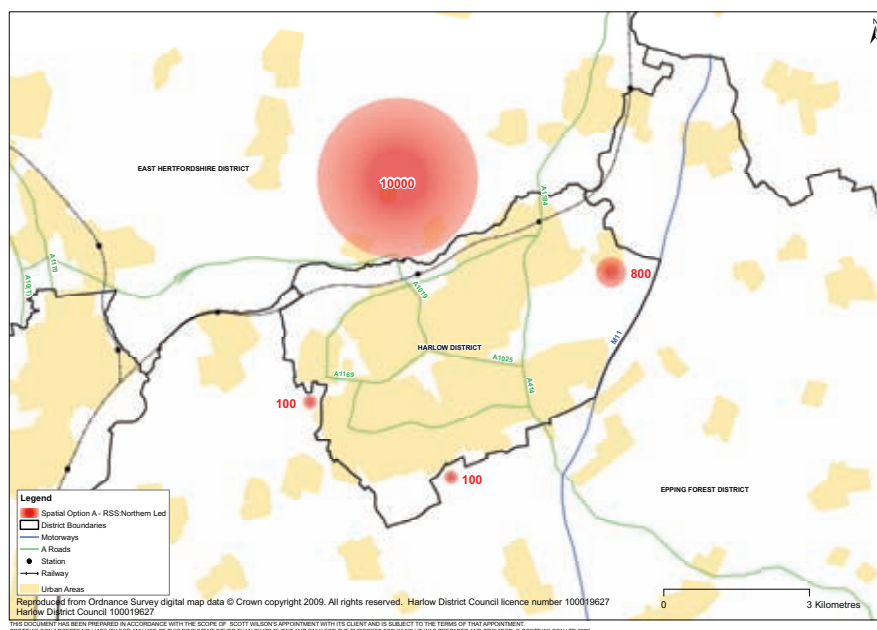 N
EAST HERTFORDSHIRE DISTRICT
10000
A1184
A1170
800
A1019
M11
HARLOW DISTRICT
A1025
A1169
A414
100
100
EPPING FOREST DISTRICT
Legend
Spatial Option A - RSS:Northern Led
District Boundaries
Motorways
A Roads
Station
Railway
Urban Areas
0 3 Kilometres
Reproduced from Ordnance Survey digital map data © Crown copyright 2009. All rights reserved. Harlow District Council licence number 100019627
Harlow District Council 100019627
THIS DOCUMENT HAS BEEN PREPARED IN ACCORDANCE WITH THE SCOPE OF SCOTT WILSON'S APPOINTMENT WITH ITS CLIENT AND IS SUBJECT TO THE TERMS OF THAT APPOINTMENT.